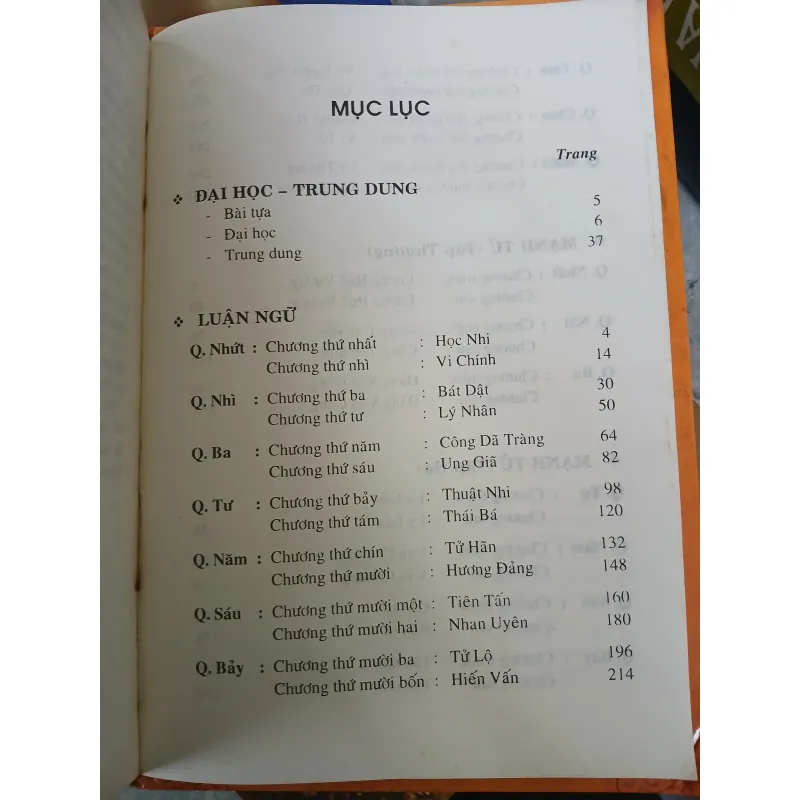 MỤC LỤC
Trang
❖ ĐẠI HỌC – TRUNG DUNG
- Bài tựa 5
- Đại học 6
- Trung dung 37
❖ LUẬN NGỮ
Q. Nhứt : Chương thứ nhất : Học Nhi 4
Chương thứ nhì : Vị Chính 14
Q. Nhì : Chương thứ ba : Bát Dật 30
Chương thứ tư : Lý Nhân 50
Q. Ba : Chương thứ năm : Công Dã Tràng 64
Chương thứ sáu : Ung Giã 82
Q. Tư : Chương thứ bảy : Thuật Nhi 98
Chương thứ tám : Thái Bá 120
Q. Năm : Chương thứ chín : Tử Hãn 132
Chương thứ mười : Hương Đảng 148
Q. Sáu : Chương thứ mười một : Tiên Tấn 160
Chương thứ mười hai : Nhan Uyên 180
Q. Bảy : Chương thứ mười ba : Tử Lộ 196
Chương thứ mười bốn : Hiến Vấn 214